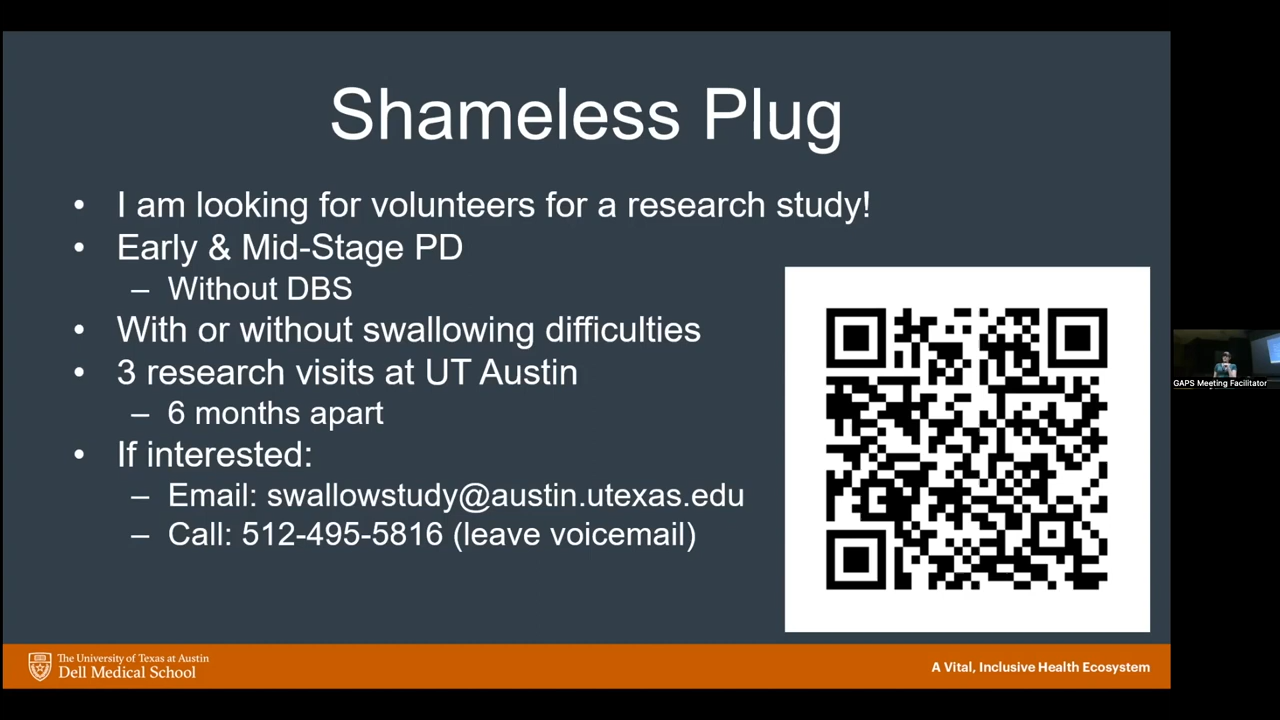 Shameless Plug
• I am looking for volunteers for a research study!
• Early & Mid-Stage PD
– Without DBS
• With or without swallowing difficulties
• 3 research visits at UT Austin
– 6 months apart
• If interested:
– Email: swallowstudy@austin.utexas.edu
– Call: 512-495-5816 (leave voicemail)
GAPS Meeting Facilitator
The University of Texas at Austin
Dell Medical School
A Vital, Inclusive Health Ecosystem